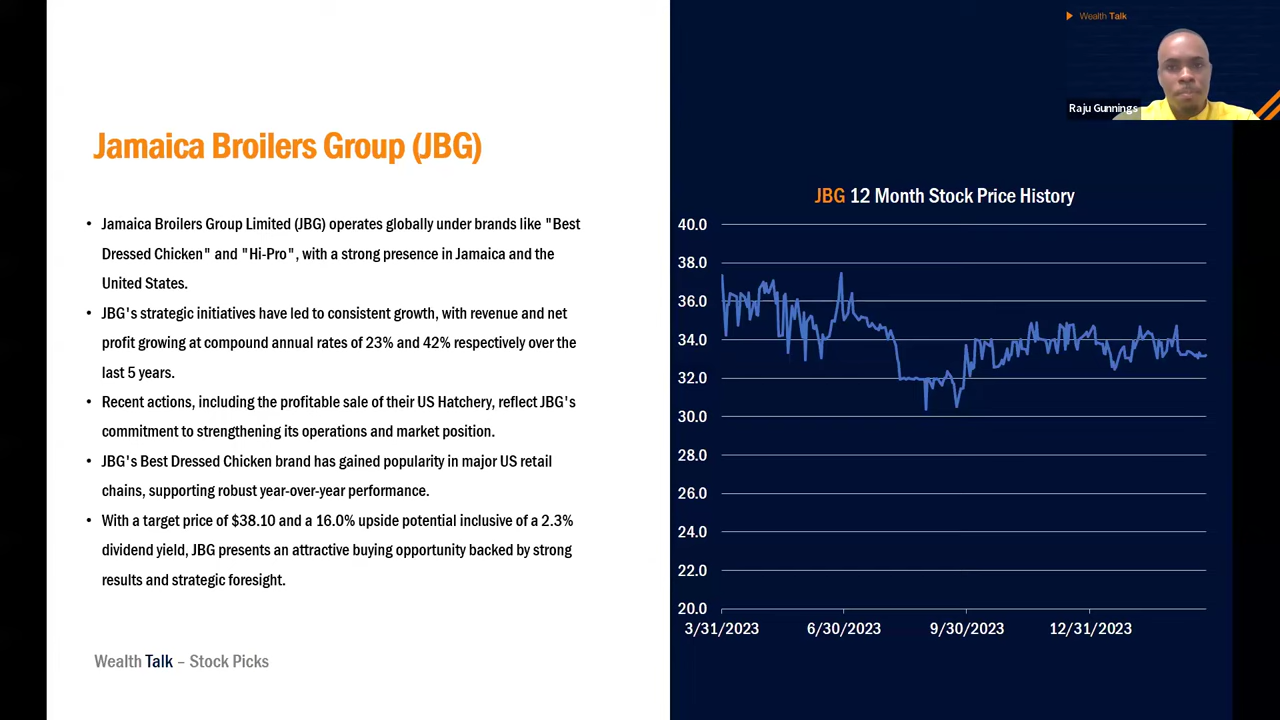 Wealth Talk
Raju Gunnings
Jamaica Broilers Group (JBG)
• Jamaica Broilers Group Limited (JBG) operates globally under brands like "Best
Dressed Chicken" and "Hi-Pro", with a strong presence in Jamaica and the
United States.
• JBG's strategic initiatives have led to consistent growth, with revenue and net
profit growing at compound annual rates of 23% and 42% respectively over the
last 5 years.
• Recent actions, including the profitable sale of their US Hatchery, reflect JBG's
commitment to strengthening its operations and market position.
• JBG's Best Dressed Chicken brand has gained popularity in major US retail
chains, supporting robust year-over-year performance.
• With a target price of $38.10 and a 16.0% upside potential inclusive of a 2.3%
dividend yield, JBG presents an attractive buying opportunity backed by strong
results and strategic foresight.
Wealth Talk – Stock Picks
JBG 12 Month Stock Price History
40.0
38.0
36.0
34.0
32.0
30.0
28.0
26.0
24.0
22.0
20.0
3/31/2023 6/30/2023 9/30/2023 12/31/2023